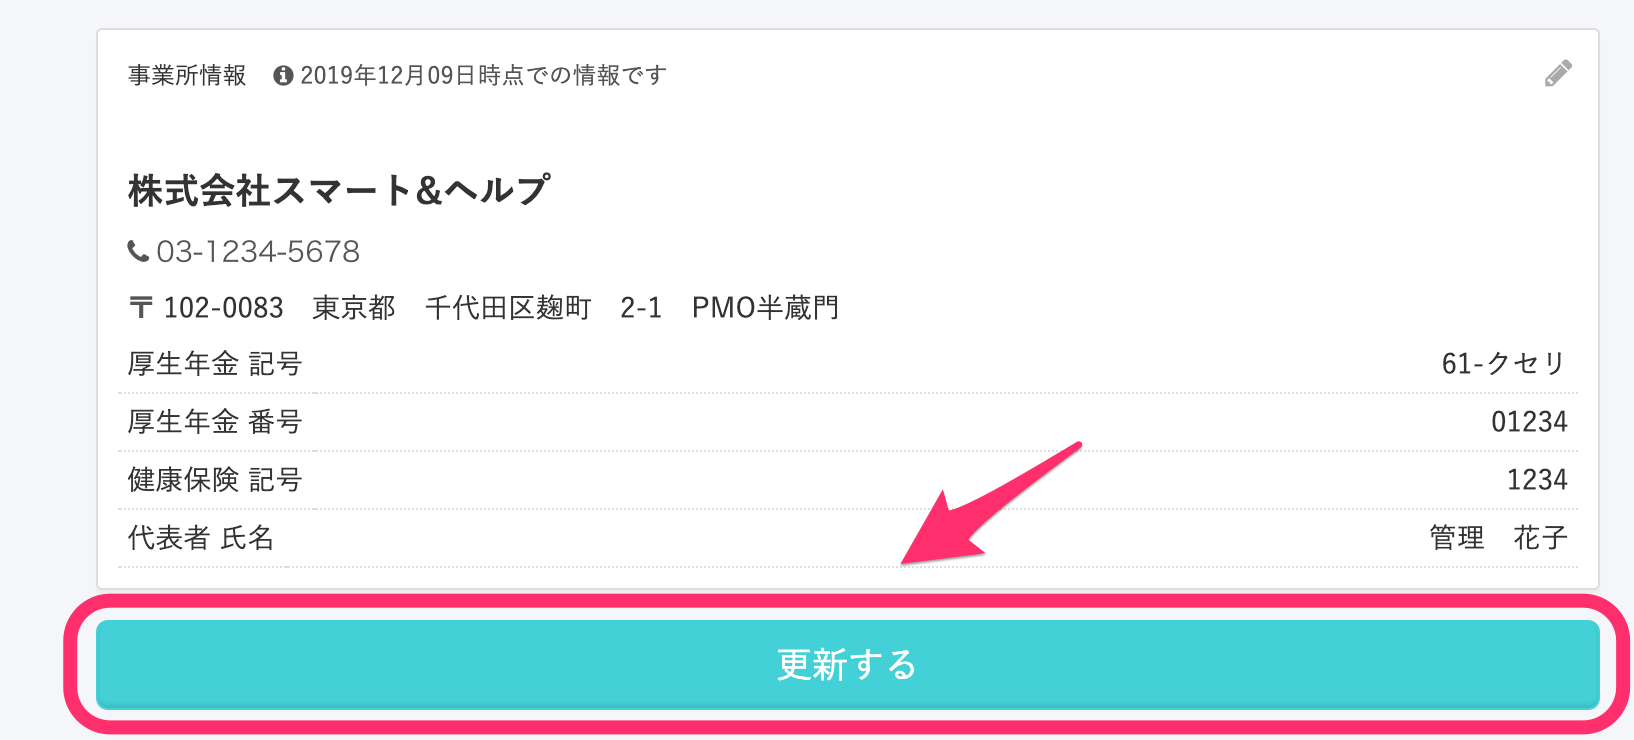 事業所情報 2019年12月09日時点での情報です
株式会社スマート&ヘルプ
03-1234-5678
〒 102-0083　東京都　千代田区麹町　2-1　PMO半蔵門
厚生年金 記号 61-クセリ
厚生年金 番号 01234
健康保険 記号 1234
代表者 氏名 管理　花子
更新する